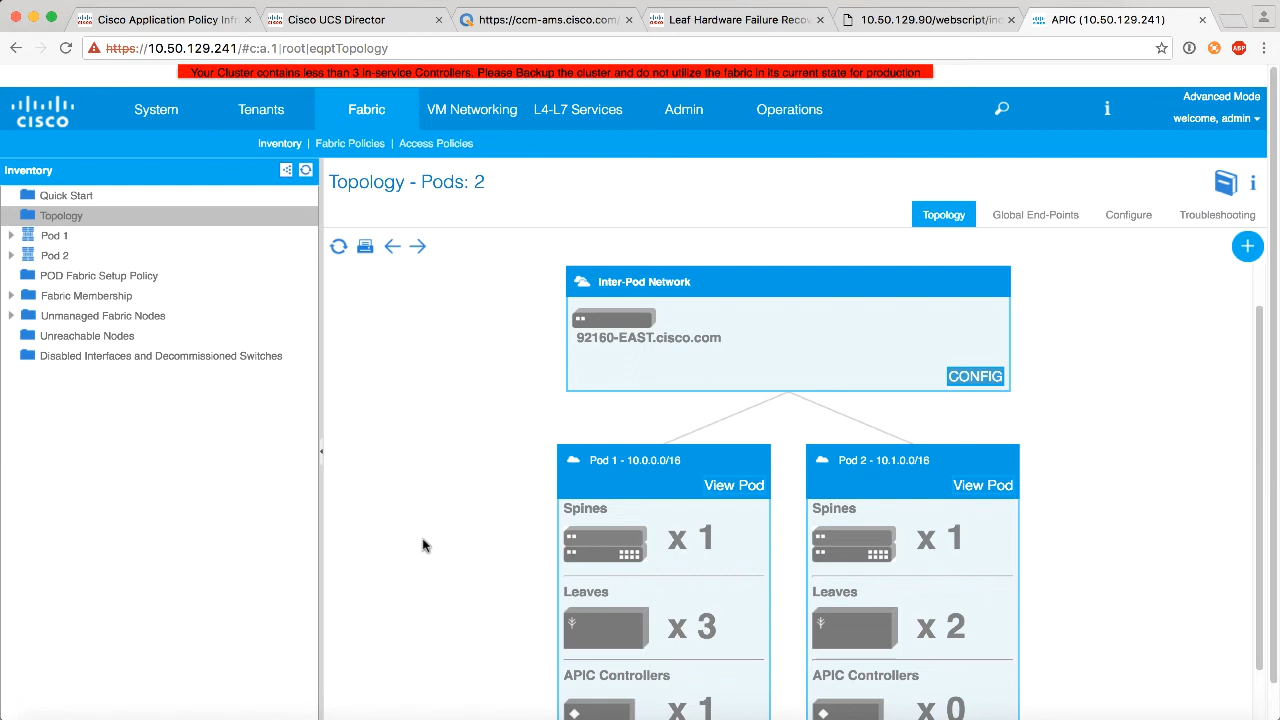 Cisco Application Policy Infr
Cisco UCS Director
https://ccm-ams.cisco.com/
Leaf Hardware Failure Recov
10.50.129.90/webscript/ind
APIC (10.50.129.241)
https://10.50.129.241/#c:a.1|root|eqptTopology
ABP
Your Cluster contains less than 3 in-service Controllers. Please Backup the cluster and do not utilize the fabric in its current state for production
CISCO
System
Tenants
Fabric
VM Networking
L4-L7 Services
Admin
Operations
Advanced Mode
welcome, admin
Inventory | Fabric Policies | Access Policies
Inventory
Quick Start
Topology
Pod 1
Pod 2
POD Fabric Setup Policy
Fabric Membership
Unmanaged Fabric Nodes
Unreachable Nodes
Disabled Interfaces and Decommissioned Switches
Topology - Pods: 2
Topology
Global End-Points
Configure
Troubleshooting
Inter-Pod Network
92160-EAST.cisco.com
CONFIG
Pod 1 - 10.0.0.0/16
View Pod
Spines
x 1
Leaves
x 3
APIC Controllers
x 1
Pod 2 - 10.1.0.0/16
View Pod
Spines
x 1
Leaves
x 2
APIC Controllers
x 0